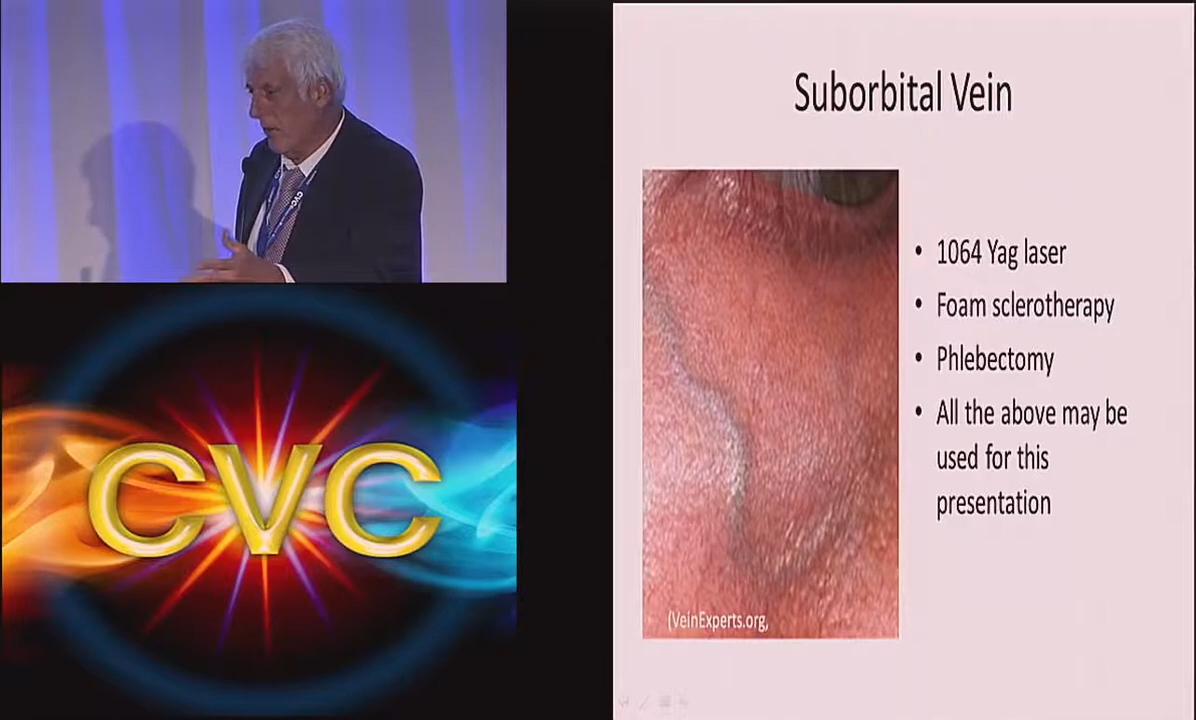 CVC
Suborbital Vein
• 1064 Yag laser
• Foam sclerotherapy
• Phlebectomy
• All the above may be
used for this
presentation
(VeinExperts.org,
CVC